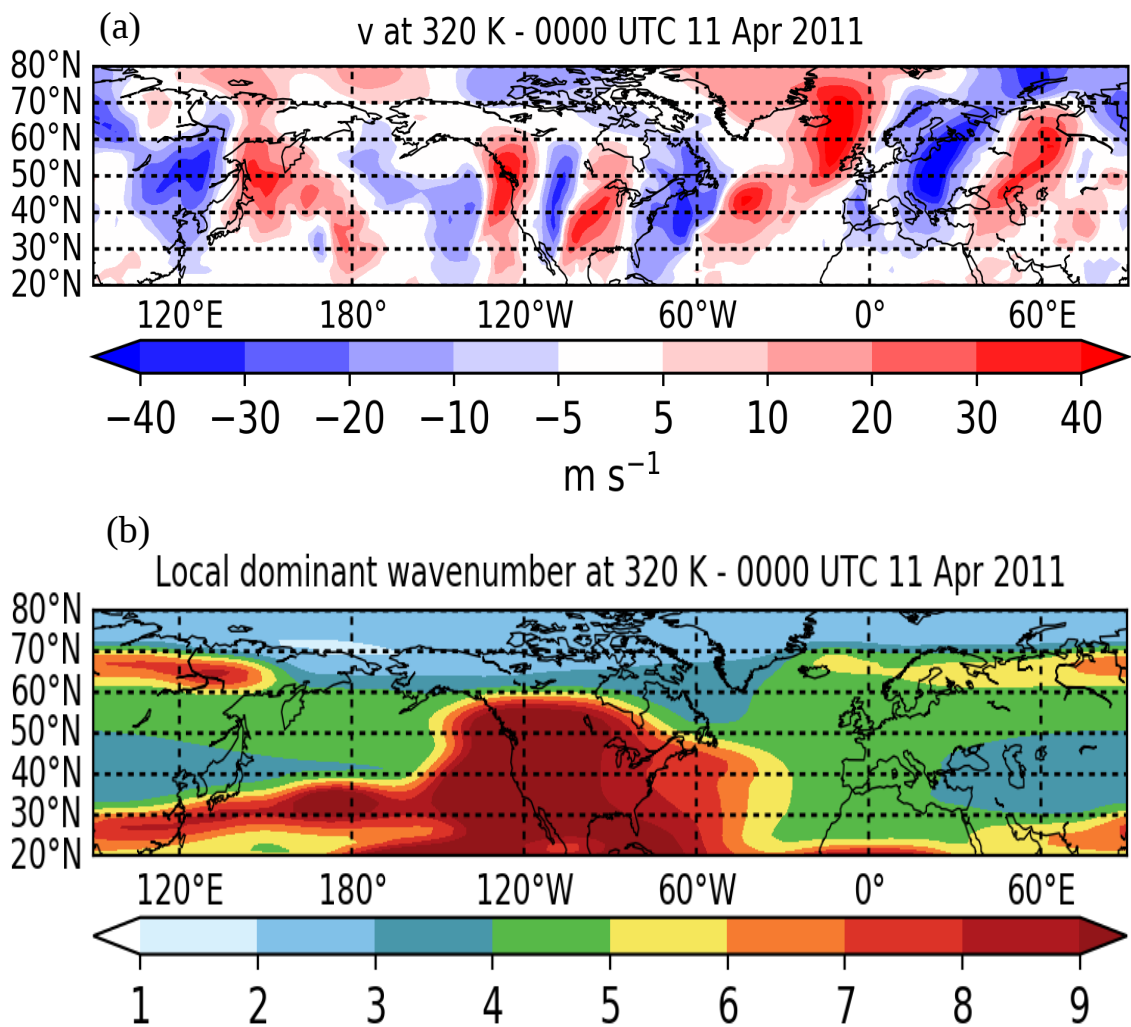 (a)
v at 320 K - 0000 UTC 11 Apr 2011
80°N
70°N
60°N
50°N
40°N
30°N
20°N
120°E 180° 120°W 60°W 0° 60°E
−40 −30 −20 −10 −5 5 10 20 30 40
m s⁻¹
(b)
Local dominant wavenumber at 320 K - 0000 UTC 11 Apr 2011
80°N
70°N
60°N
50°N
40°N
30°N
20°N
120°E 180° 120°W 60°W 0° 60°E
1 2 3 4 5 6 7 8 9